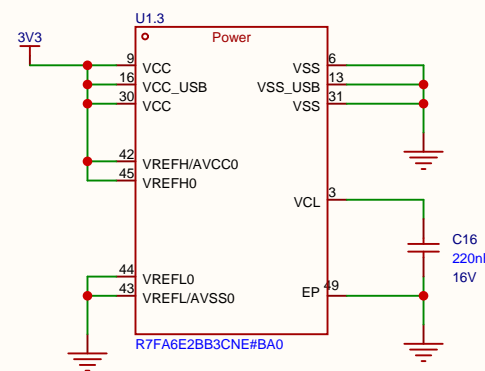 U1.3
3V3
Power
9 VCC
16 VCC_USB
30 VCC
42 VREFH/AVCC0
45 VREFH0
44 VREFL0
43 VREFL/AVSS0
VSS 6
VSS_USB 13
VSS 31
VCL 3
EP 49
C16
220n
16V
R7FA6E2BB3CNE#BA0